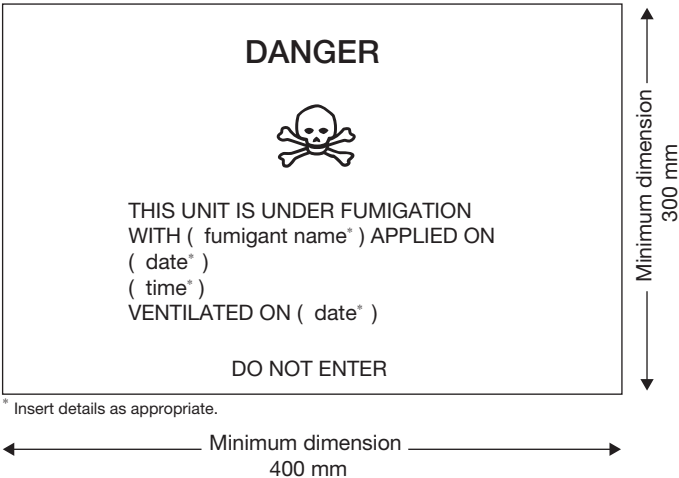 DANGER
THIS UNIT IS UNDER FUMIGATION
WITH ( fumigant name* ) APPLIED ON
( date* )
( time* )
VENTILATED ON ( date* )
DO NOT ENTER
* Insert details as appropriate.
Minimum dimension
400 mm
Minimum dimension
300 mm